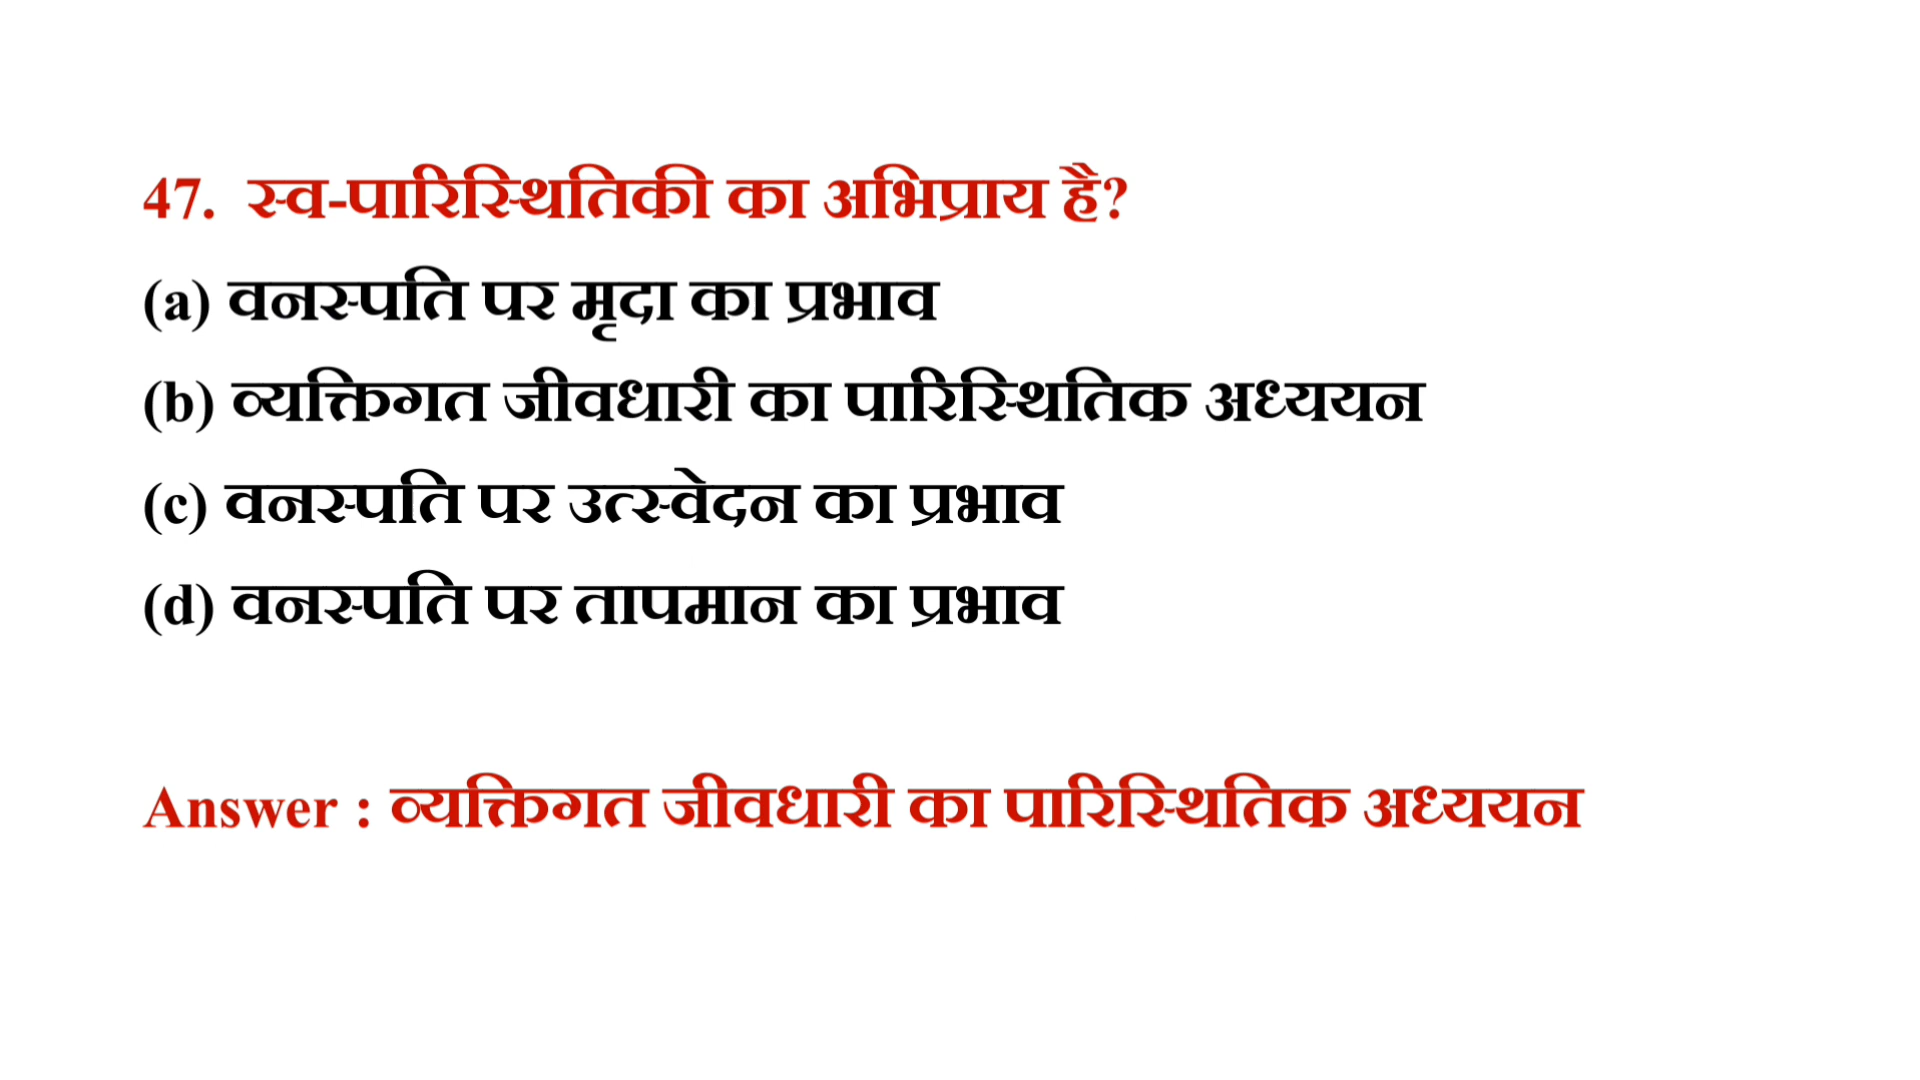 47. स्व-पारिस्थितिकी का अभिप्राय है?
(a) वनस्पति पर मृदा का प्रभाव
(b) व्यक्तिगत जीवधारी का पारिस्थितिक अध्ययन
(c) वनस्पति पर उत्स्वेदन का प्रभाव
(d) वनस्पति पर तापमान का प्रभाव
Answer : व्यक्तिगत जीवधारी का पारिस्थितिक अध्ययन